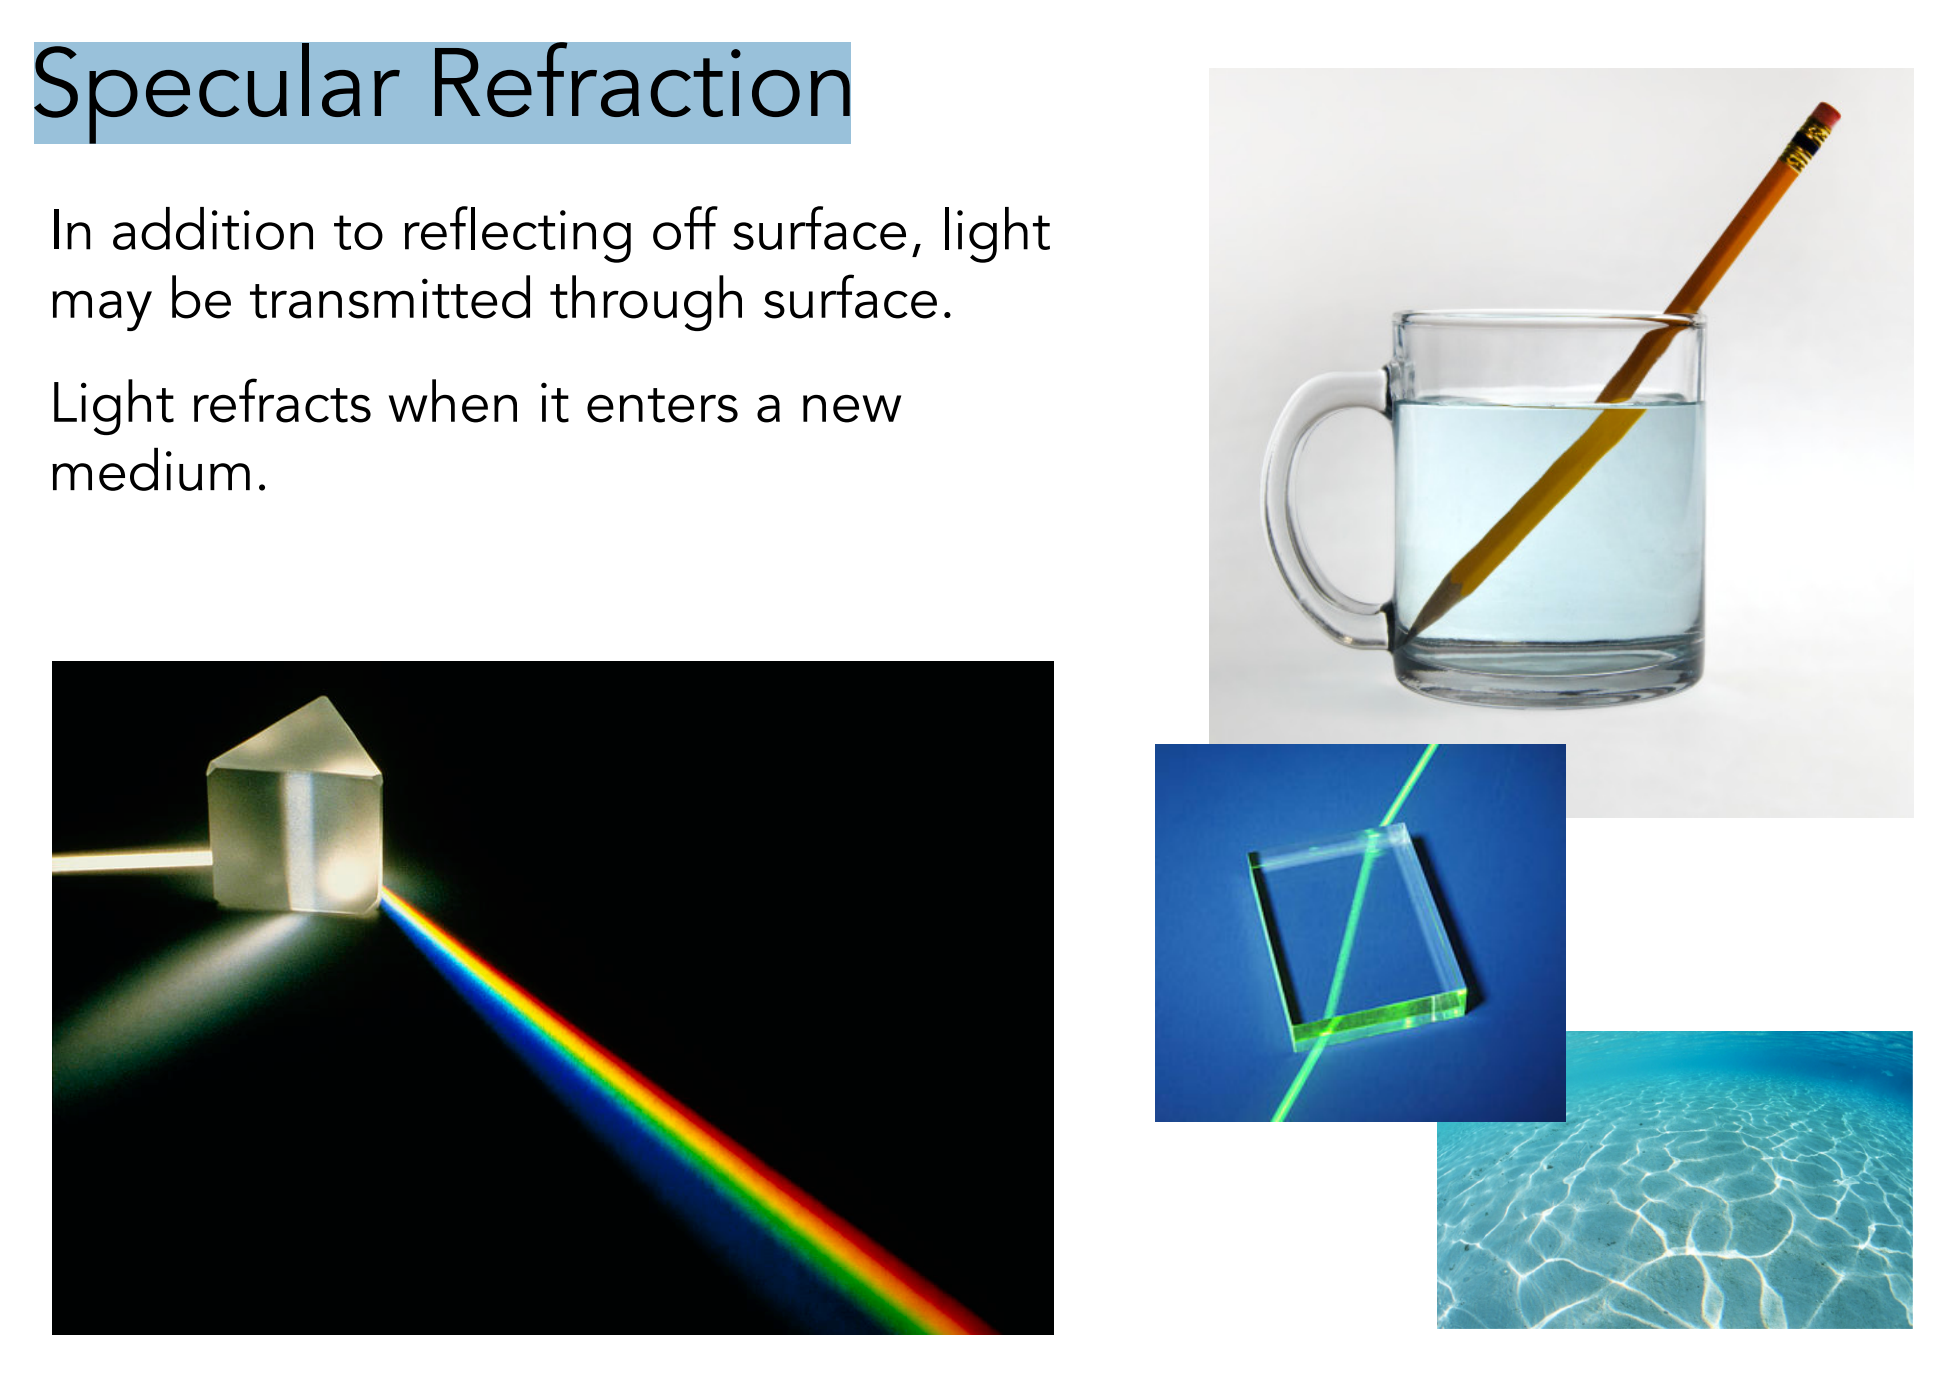 Specular Refraction
In addition to reflecting off surface, light
may be transmitted through surface.
Light refracts when it enters a new
medium.